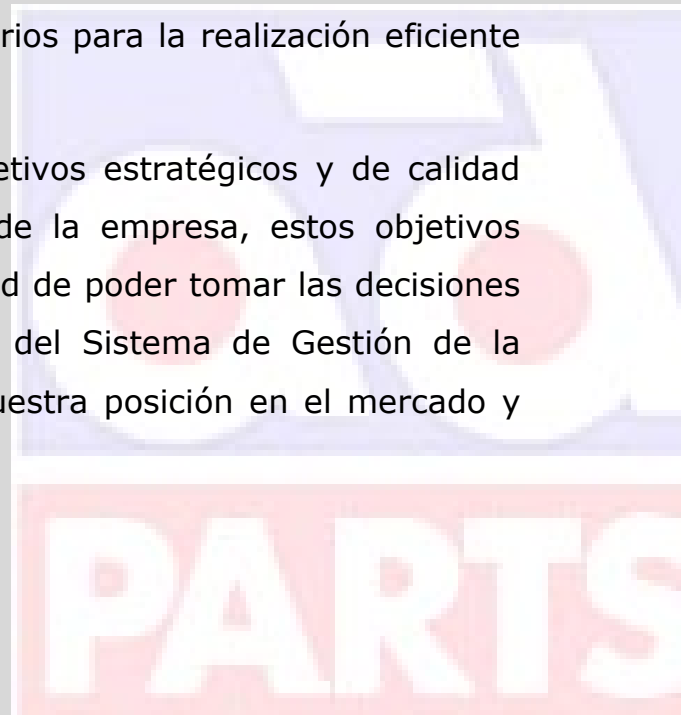 rios para la realización eficiente
etivos estratégicos y de calidad
de la empresa, estos objetivos
d de poder tomar las decisiones
del Sistema de Gestión de la
uestra posición en el mercado y
ad
PARTS